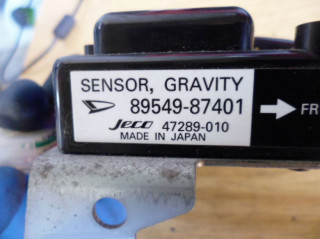 SENSOR, GRAVITY
89549-87401
Jeco 47289-010
MADE IN JAPAN
FR